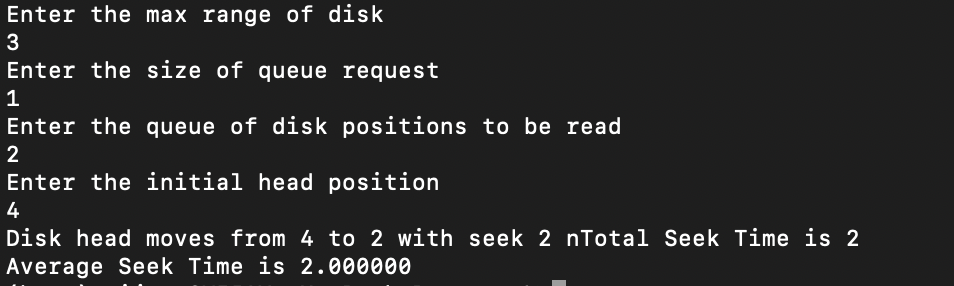 Enter the max range of disk
3
Enter the size of queue request
1
Enter the queue of disk positions to be read
2
Enter the initial head position
4
Disk head moves from 4 to 2 with seek 2 nTotal Seek Time is 2
Average Seek Time is 2.000000